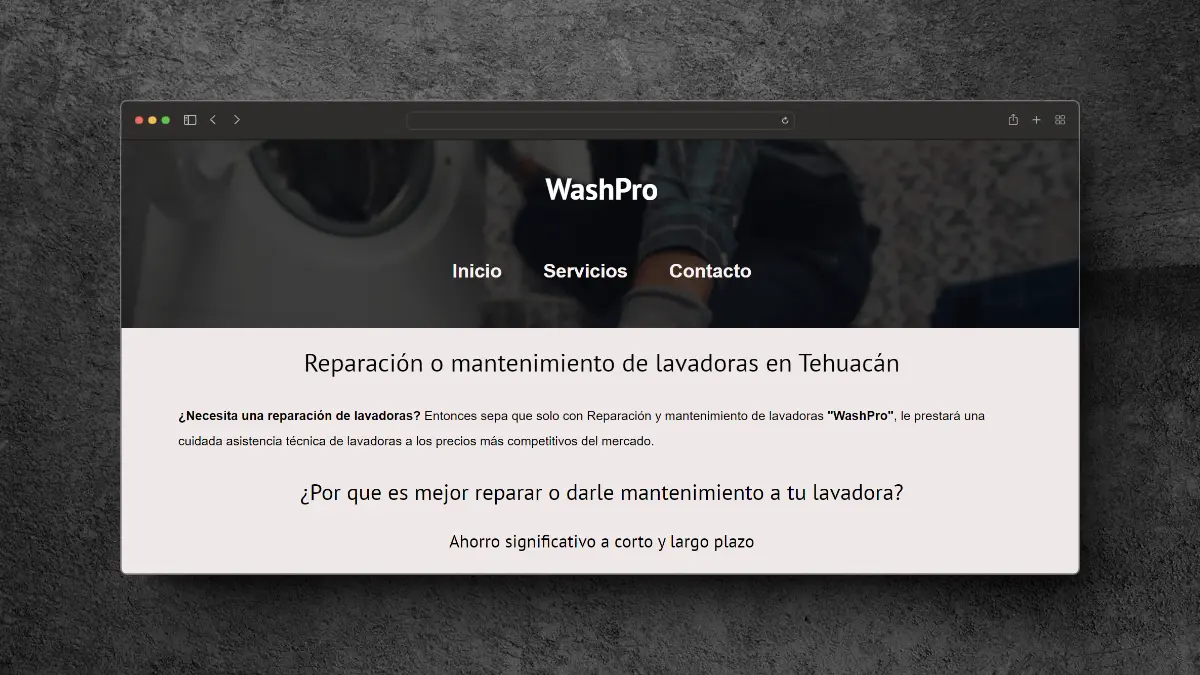 WashPro
Inicio Servicios Contacto
Reparación o mantenimiento de lavadoras en Tehuacán
¿Necesita una reparación de lavadoras? Entonces sepa que solo con Reparación y mantenimiento de lavadoras "WashPro", le prestará una
cuidada asistencia técnica de lavadoras a los precios más competitivos del mercado.
¿Por que es mejor reparar o darle mantenimiento a tu lavadora?
Ahorro significativo a corto y largo plazo